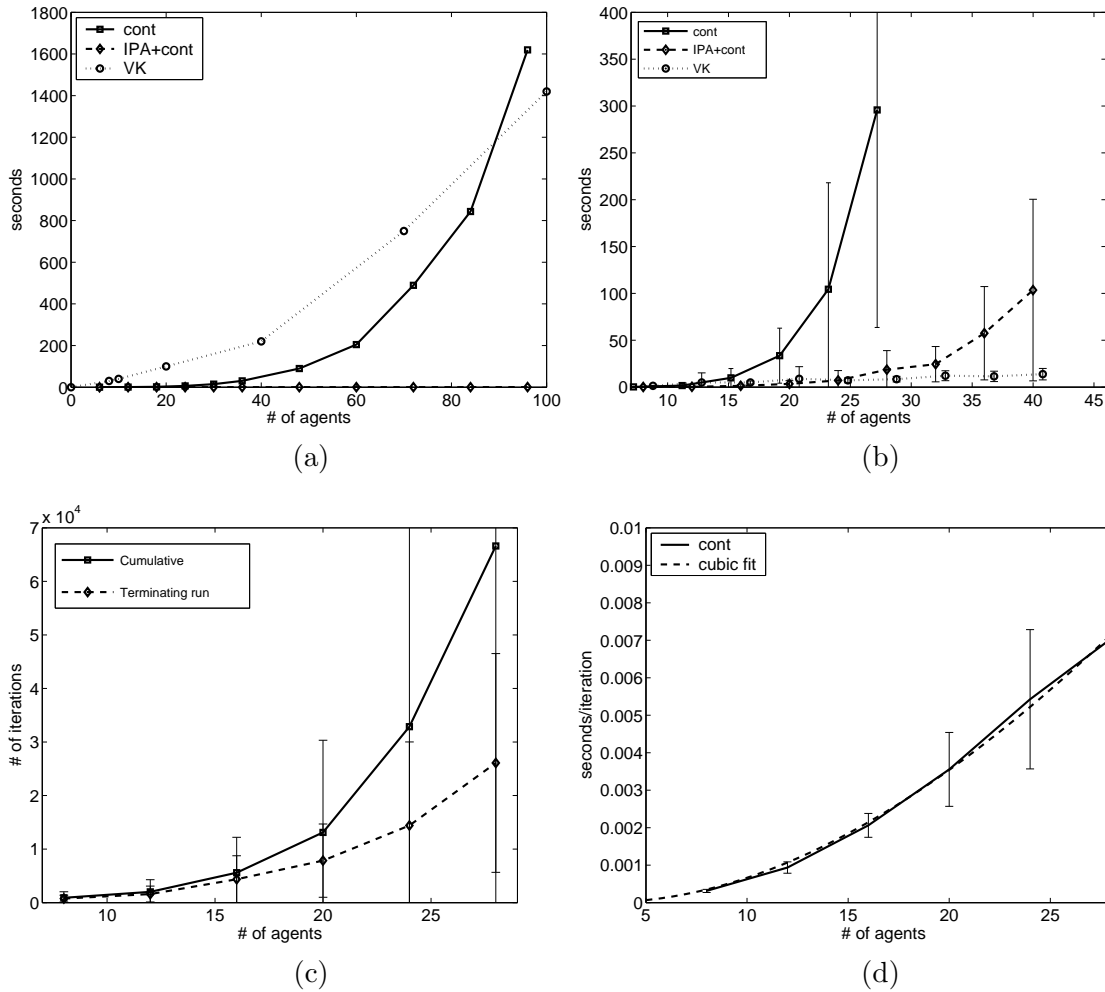 1800
1600
1400
1200
1000
800
600
400
200
0
0
20
40
60
80
100
seconds
# of agents
cont
IPA+cont
VK
(a)
400
350
300
250
200
150
100
50
0
10
15
20
25
30
35
40
45
seconds
# of agents
cont
IPA+cont
VK
(b)
7
x 10^4
6
5
4
3
2
1
0
10
15
20
25
# of iterations
# of agents
Cumulative
Terminating run
(c)
0.01
0.009
0.008
0.007
0.006
0.005
0.004
0.003
0.002
0.001
0
5
10
15
20
25
seconds/iteration
# of agents
cont
cubic fit
(d)